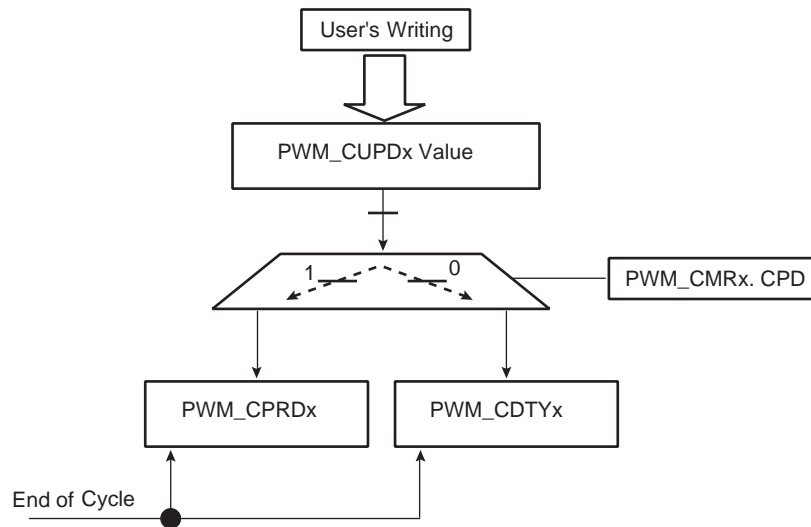 User's Writing
PWM_CUPDx Value
1
0
PWM_CMRx. CPD
PWM_CPRDx
PWM_CDTYx
End of Cycle